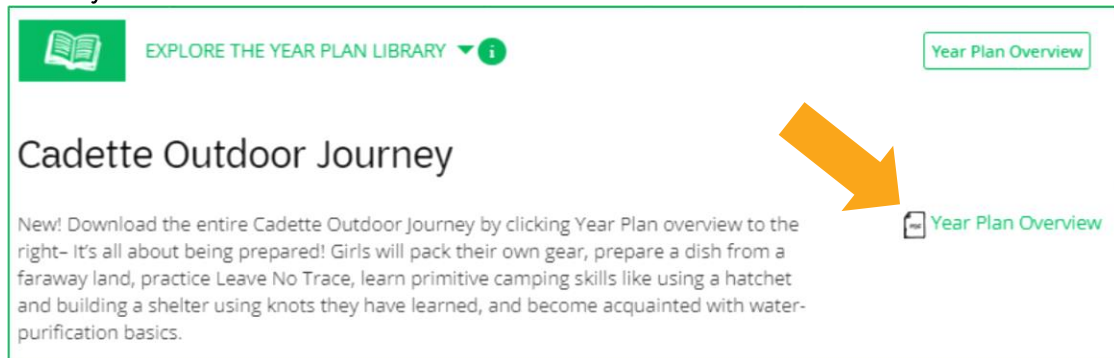 EXPLORE THE YEAR PLAN LIBRARY
Year Plan Overview
Cadette Outdoor Journey
New! Download the entire Cadette Outdoor Journey by clicking Year Plan overview to the
right– It's all about being prepared! Girls will pack their own gear, prepare a dish from a
faraway land, practice Leave No Trace, learn primitive camping skills like using a hatchet
and building a shelter using knots they have learned, and become acquainted with water-
purification basics.
Year Plan Overview